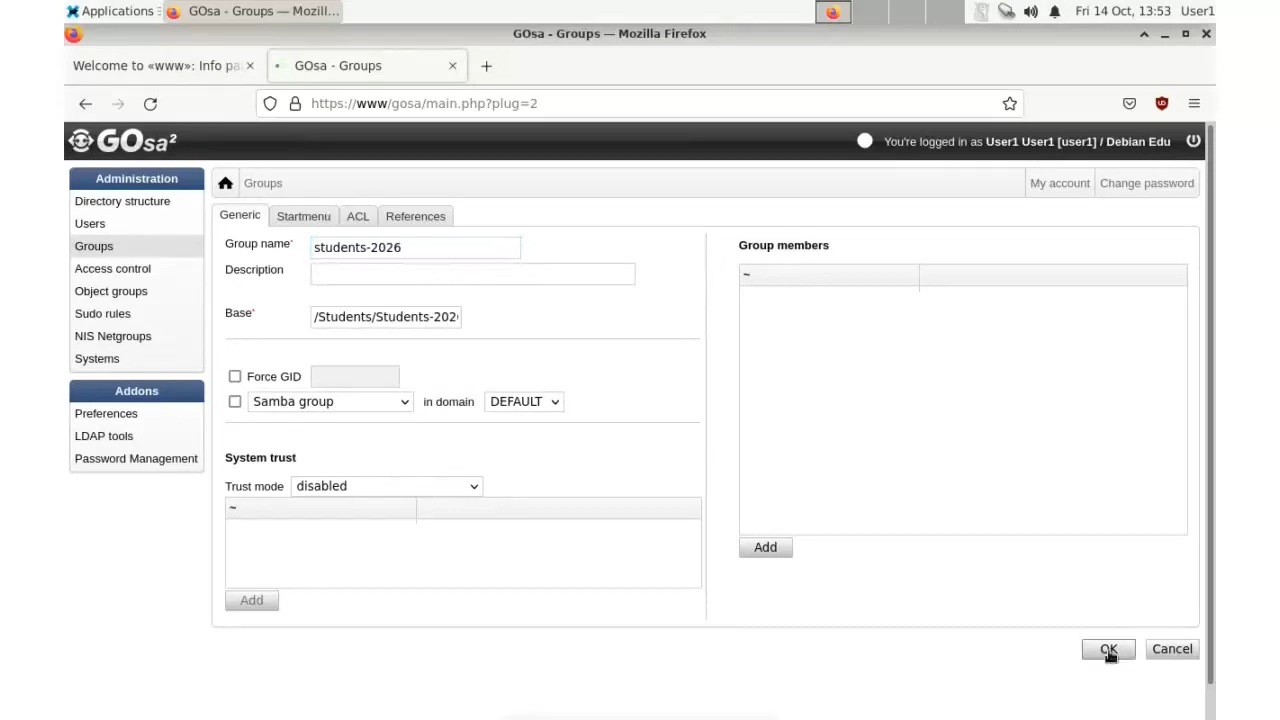 Applications
GOsa - Groups — Mozill...
Fri 14 Oct, 13:53
User1
GOsa - Groups — Mozilla Firefox
Welcome to «www»: Info pa
GOsa - Groups
https://www/gosa/main.php?plug=2
GOsa²
You're logged in as User1 User1 [user1] / Debian Edu
Administration
Directory structure
Users
Groups
Access control
Object groups
Sudo rules
NIS Netgroups
Systems
Addons
Preferences
LDAP tools
Password Management
Groups
My account
Change password
Generic
Startmenu
ACL
References
Group name*
students-2026
Description
Base*
/Students/Students-202
Force GID
Samba group
in domain
DEFAULT
System trust
Trust mode
disabled
~
Add
Group members
~
Add
OK
Cancel